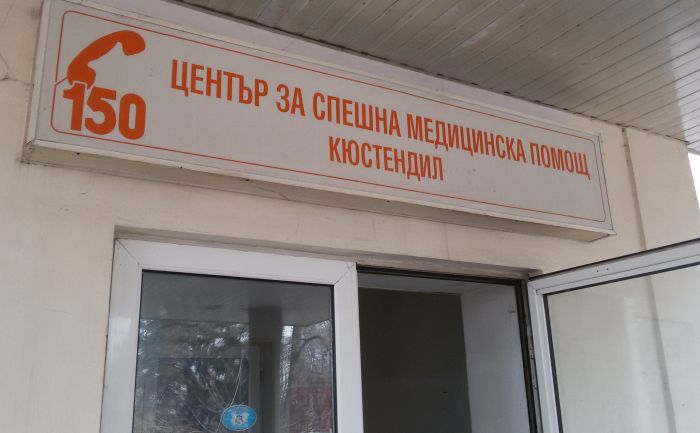 150
ЦЕНТЪР ЗА СПЕШНА МЕДИЦИНСКА ПОМОЩ
КЮСТЕНДИЛ